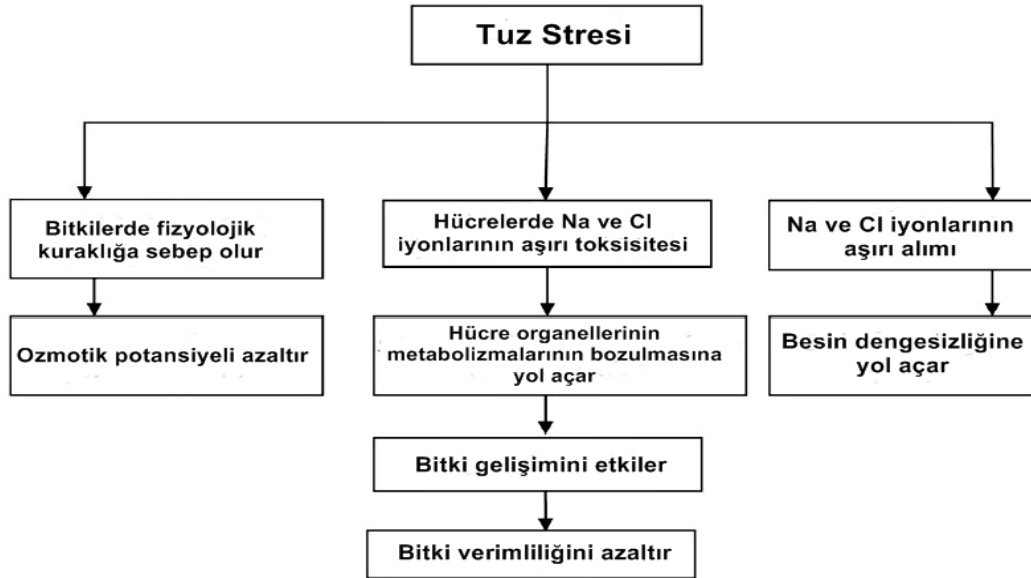 Tuz Stresi
Bitkilerde fizyolojik
kuraklığa sebep olur
Hücrelerde Na ve Cl
iyonlarının aşırı toksisitesi
Na ve Cl iyonlarının
aşırı alımı
Ozmotik potansiyeli azaltır
Hücre organellerinin
metabolizmalarının bozulmasına
yol açar
Besin dengesizliğine
yol açar
Bitki gelişimini etkiler
Bitki verimliliğini azaltır